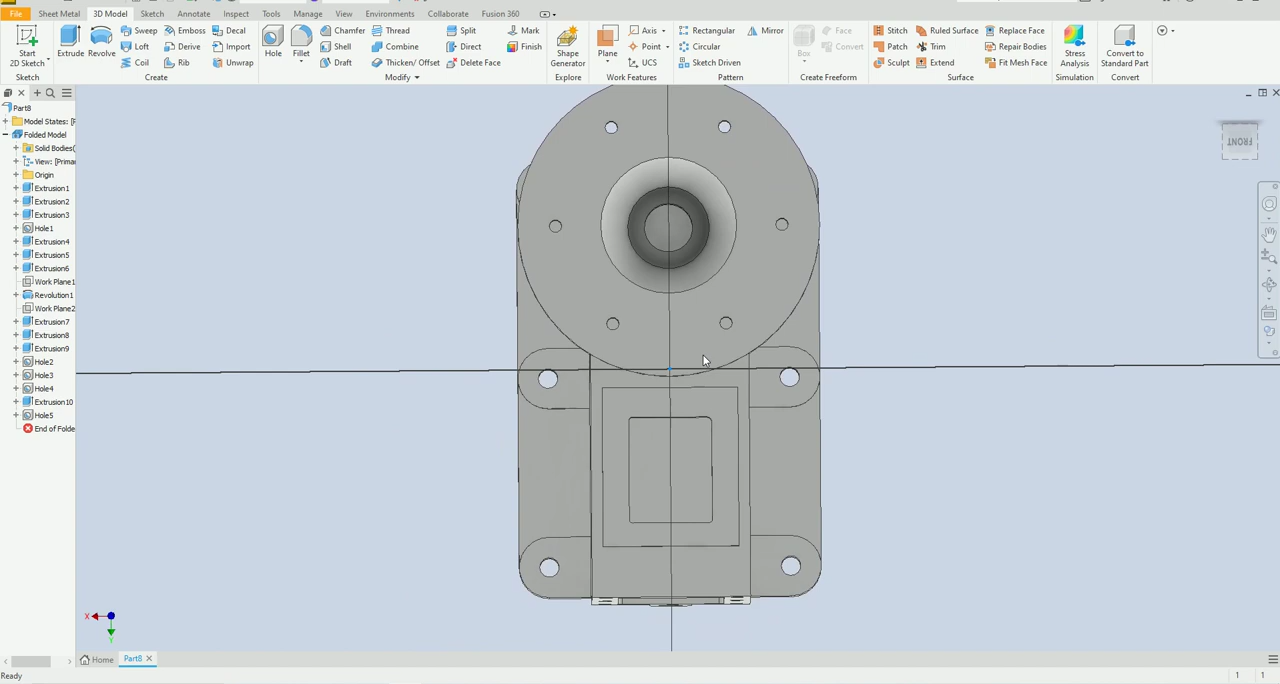 File Sheet Metal 3D Model Sketch Annotate Inspect Tools Manage View Environments Collaborate Fusion 360
Start
2D Sketch
Sketch
Extrude Revolve Sweep Emboss Decal
Loft Derive Import
Coil Rib Unwrap
Create
Hole Fillet Chamfer Thread Split Mark
Shell Combine Direct Finish
Draft Thicken/ Offset Delete Face
Modify
Shape
Generator
Explore
Plane Axis
Point
UCS
Work Features
Rectangular Mirror
Circular
Sketch Driven
Pattern
Box Face
Convert
Create Freeform
Stitch Ruled Surface Replace Face
Patch Trim Repair Bodies
Sculpt Extend Fit Mesh Face
Surface
Stress
Analysis
Simulation
Convert to
Standard Part
Convert
Part8
Model States: [P
Folded Model
Solid Bodies(
View: [Prima
Origin
Extrusion1
Extrusion2
Extrusion3
Hole1
Extrusion4
Extrusion5
Extrusion6
Work Plane1
Revolution1
Work Plane2
Extrusion7
Extrusion8
Extrusion9
Hole2
Hole3
Hole4
Extrusion10
Hole5
End of Folde
FRONT
X
Y
Home Part8
Ready 1 1